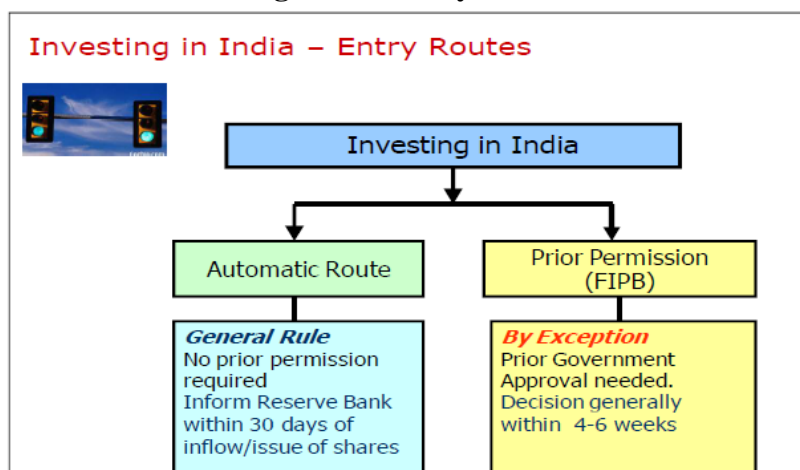 Investing in India – Entry Routes
Investing in India
Automatic Route
Prior Permission
(FIPB)
General Rule
No prior permission
required
Inform Reserve Bank
within 30 days of
inflow/issue of shares
By Exception
Prior Government
Approval needed.
Decision generally
within 4-6 weeks